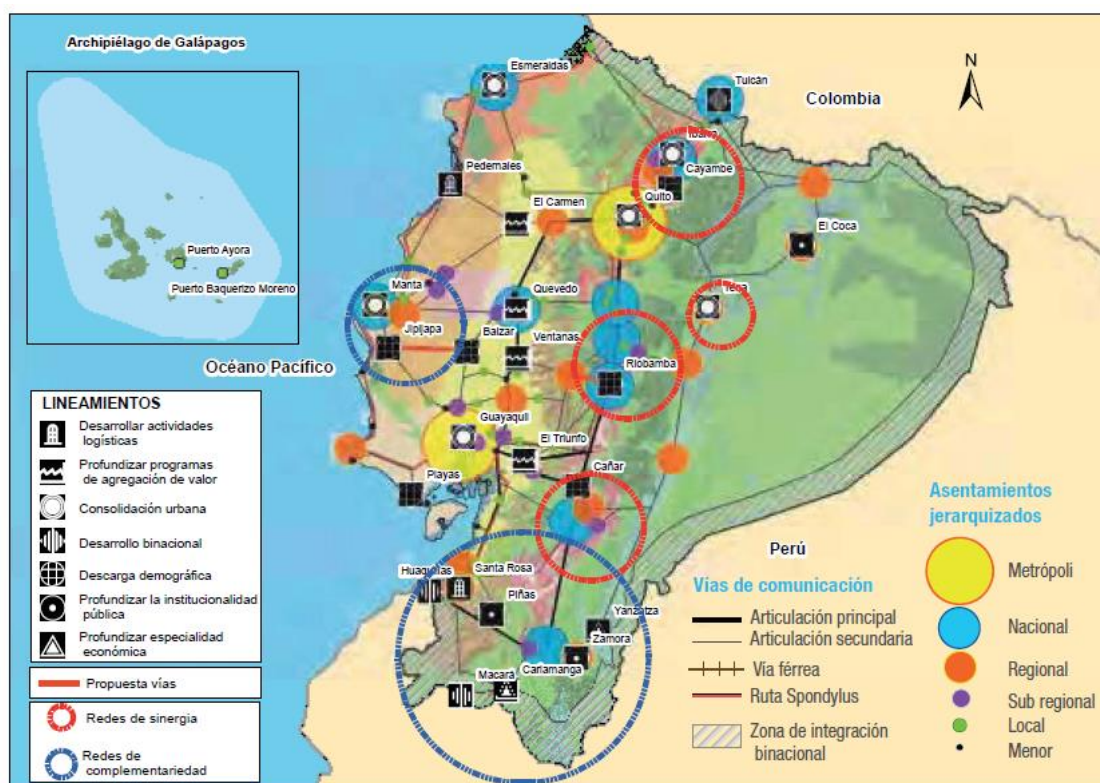 Archipiélago de Galápagos
Puerto Ayora
Puerto Baquerizo Moreno
Océano Pacífico
N
Colombia
Perú
Esmeraldas
Tulcán
Ibarra
Cayambe
Pedernales
El Carmen
Quito
El Coca
Manta
Quevedo
Tena
Jipijapa
Balzar
Ventanas
Riobamba
Guayaquil
El Triunfo
Playas
Cañar
Huaquillas
Santa Rosa
Piñas
Yanzatza
Zamora
Cariamanga
Macará
LINEAMIENTOS
Desarrollar actividades
logísticas
Profundizar programas
de agregación de valor
Consolidación urbana
Desarrollo binacional
Descarga demográfica
Profundizar la institucionalidad
pública
Profundizar especialidad
económica
Propuesta vías
Redes de sinergia
Redes de
complementariedad
Vías de comunicación
Articulación principal
Articulación secundaria
Vía férrea
Ruta Spondylus
Zona de integración
binacional
Asentamientos
jerarquizados
Metrópoli
Nacional
Regional
Sub regional
Local
Menor